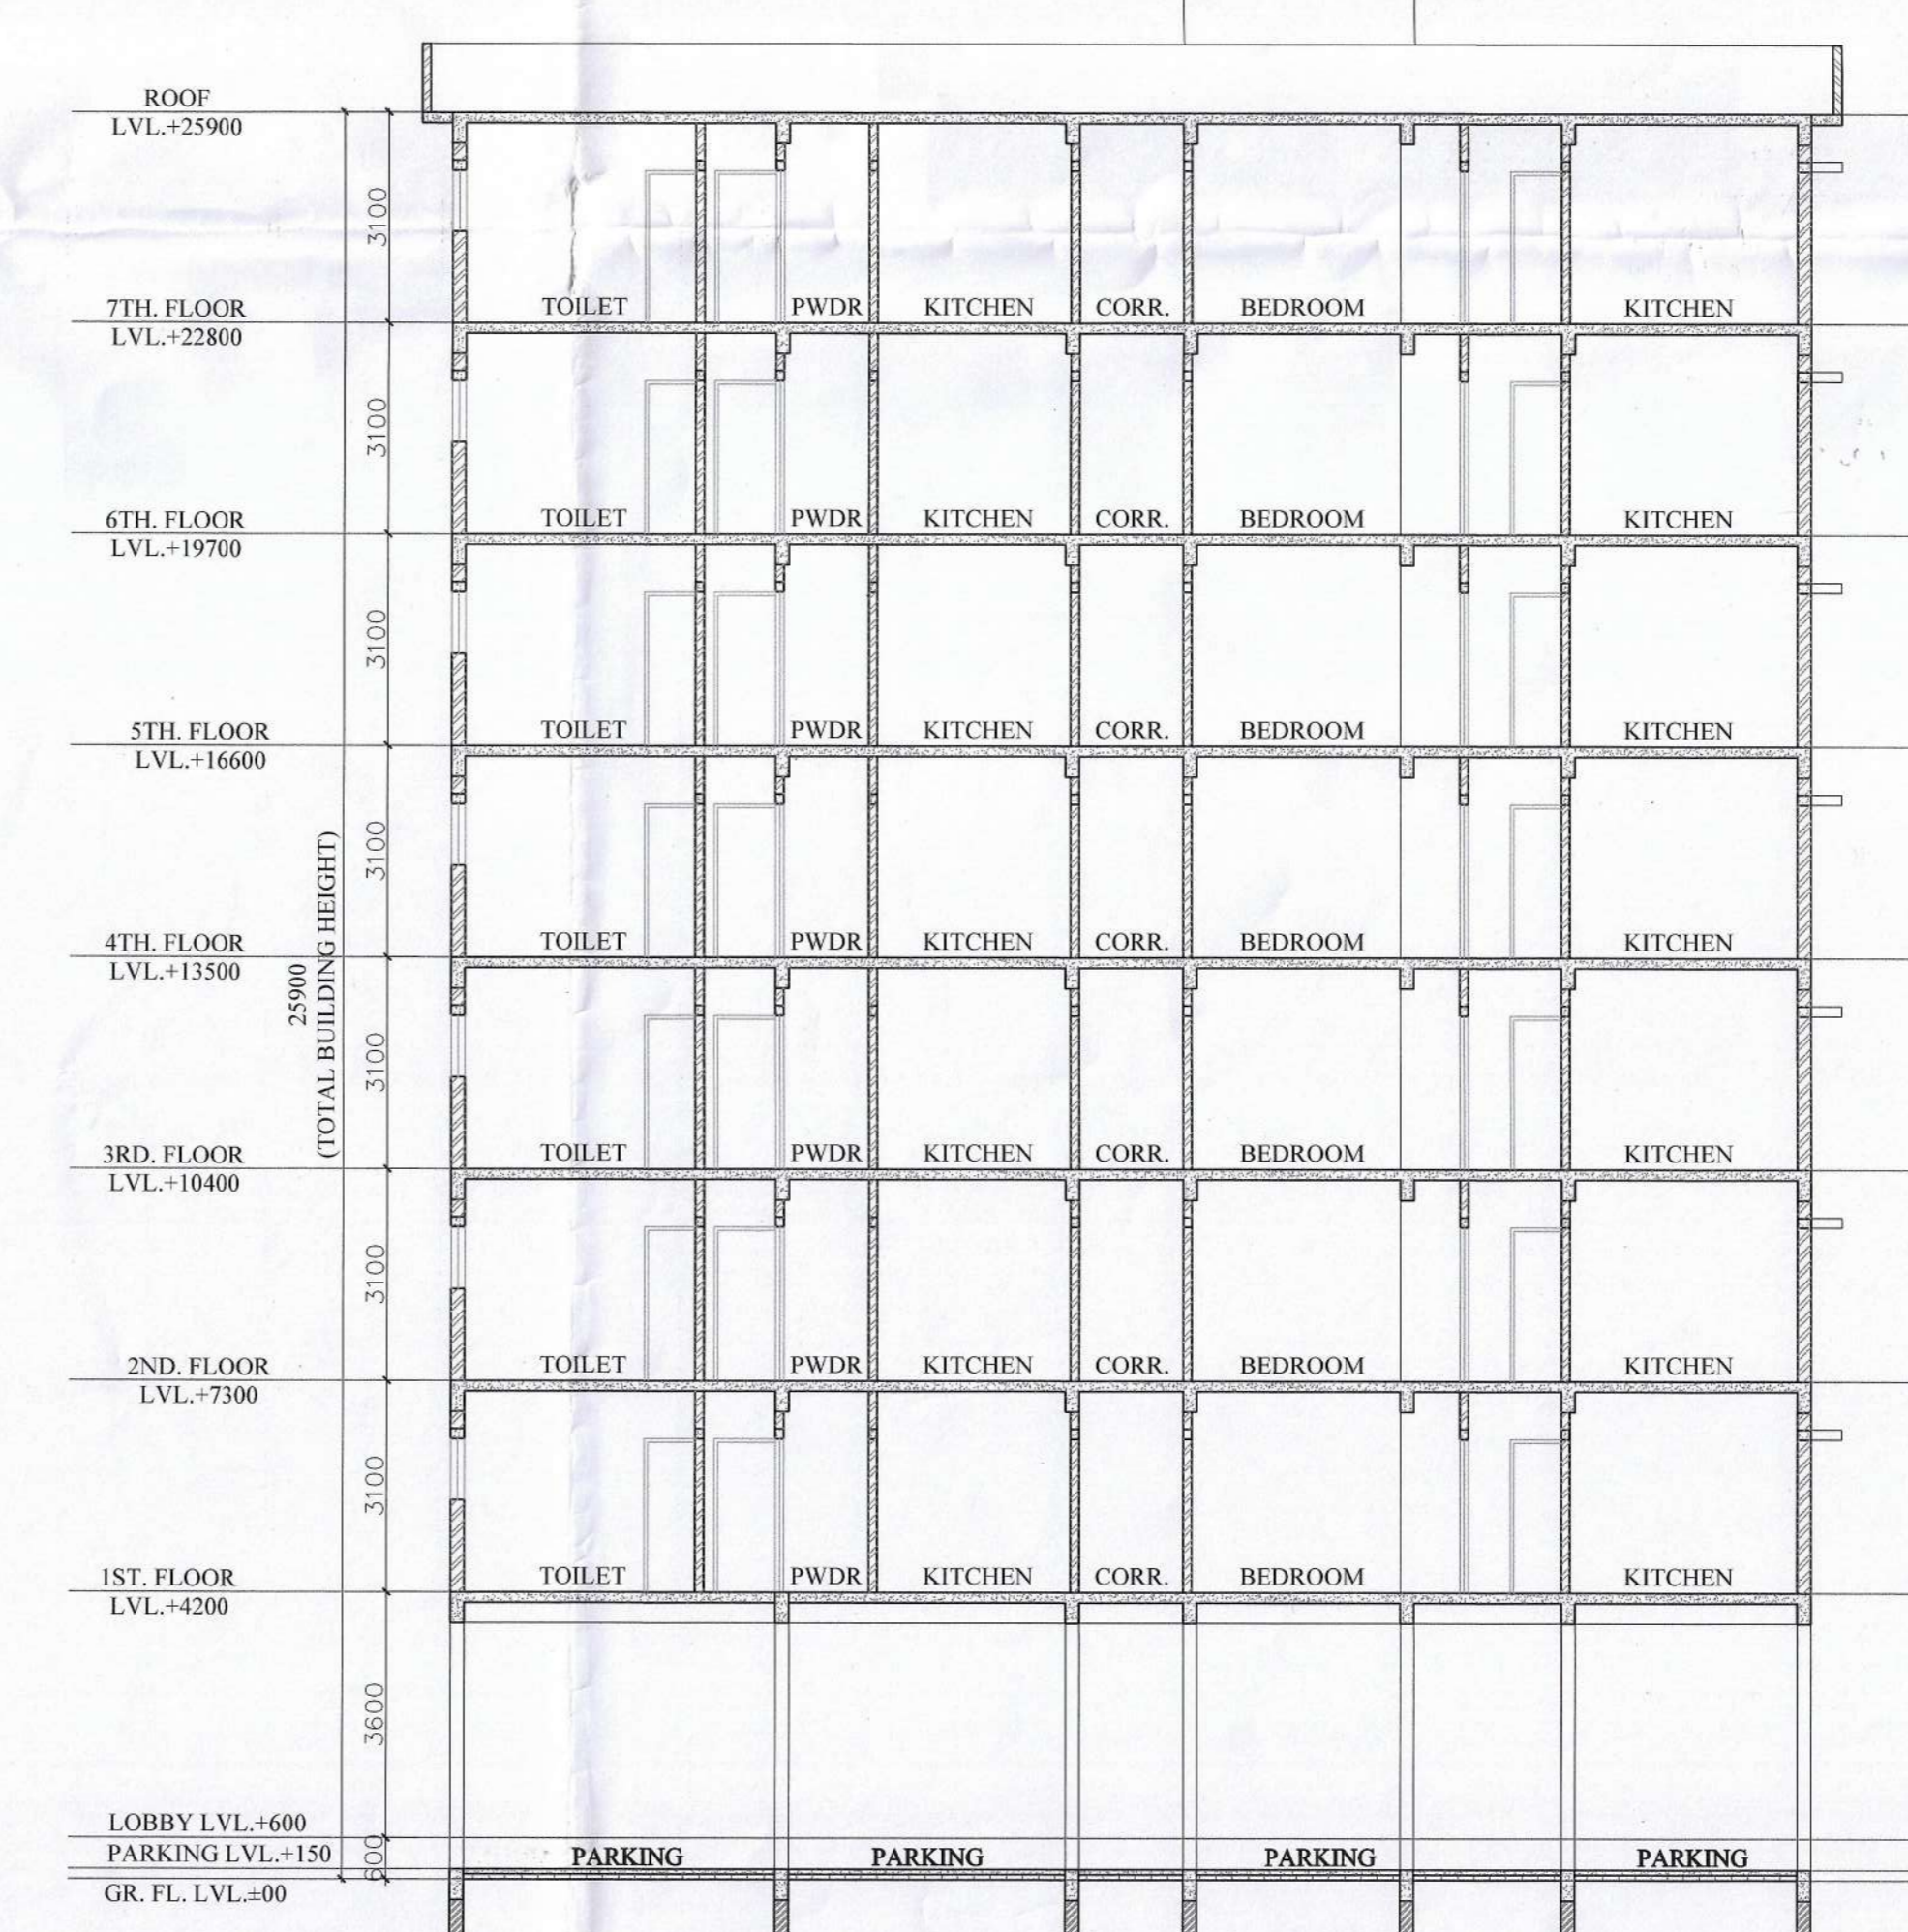 ROOF
LVL.+25900
3100
7TH. FLOOR
LVL.+22800
TOILET PWDR KITCHEN CORR. BEDROOM KITCHEN
3100
6TH. FLOOR
LVL.+19700
TOILET PWDR KITCHEN CORR. BEDROOM KITCHEN
3100
5TH. FLOOR
LVL.+16600
TOILET PWDR KITCHEN CORR. BEDROOM KITCHEN
3100
4TH. FLOOR
LVL.+13500
TOILET PWDR KITCHEN CORR. BEDROOM KITCHEN
25900
(TOTAL BUILDING HEIGHT)
3100
3RD. FLOOR
LVL.+10400
TOILET PWDR KITCHEN CORR. BEDROOM KITCHEN
3100
2ND. FLOOR
LVL.+7300
TOILET PWDR KITCHEN CORR. BEDROOM KITCHEN
3100
1ST. FLOOR
LVL.+4200
TOILET PWDR KITCHEN CORR. BEDROOM KITCHEN
3600
LOBBY LVL.+600
PARKING LVL.+150
600
PARKING PARKING PARKING PARKING
GR. FL. LVL.±00